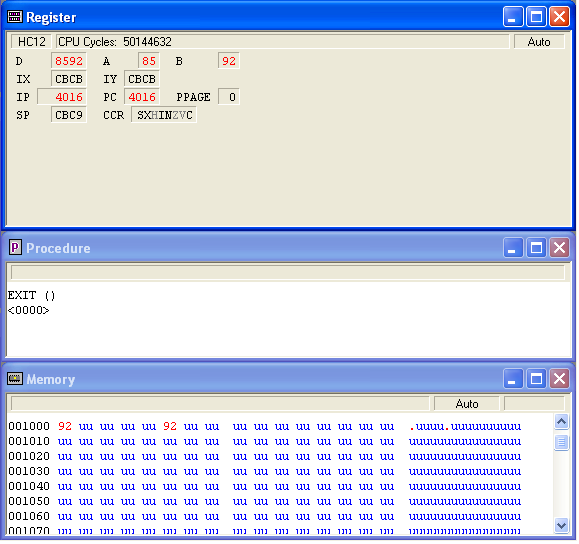 Register
HC12 CPU Cycles: 50144632 Auto
D 8592 A 85 B 92
IX CBCB IY CBCB
IP 4016 PC 4016 PPAGE 0
SP CBC9 CCR SXHINZVC
Procedure
EXIT ()
<0000>
Memory
Auto
001000 92 uu uu uu uu 92 uu uu uu uu uu uu uu uu uu uu .uuuu.uuuuuuuuuu
001010 uu uu uu uu uu uu uu uu uu uu uu uu uu uu uu uu uuuuuuuuuuuuuuuu
001020 uu uu uu uu uu uu uu uu uu uu uu uu uu uu uu uu uuuuuuuuuuuuuuuu
001030 uu uu uu uu uu uu uu uu uu uu uu uu uu uu uu uu uuuuuuuuuuuuuuuu
001040 uu uu uu uu uu uu uu uu uu uu uu uu uu uu uu uu uuuuuuuuuuuuuuuu
001050 uu uu uu uu uu uu uu uu uu uu uu uu uu uu uu uu uuuuuuuuuuuuuuuu
001060 uu uu uu uu uu uu uu uu uu uu uu uu uu uu uu uu uuuuuuuuuuuuuuuu
001070 uu uu uu uu uu uu uu uu uu uu uu uu uu uu uu uu uuuuuuuuuuuuuuuu